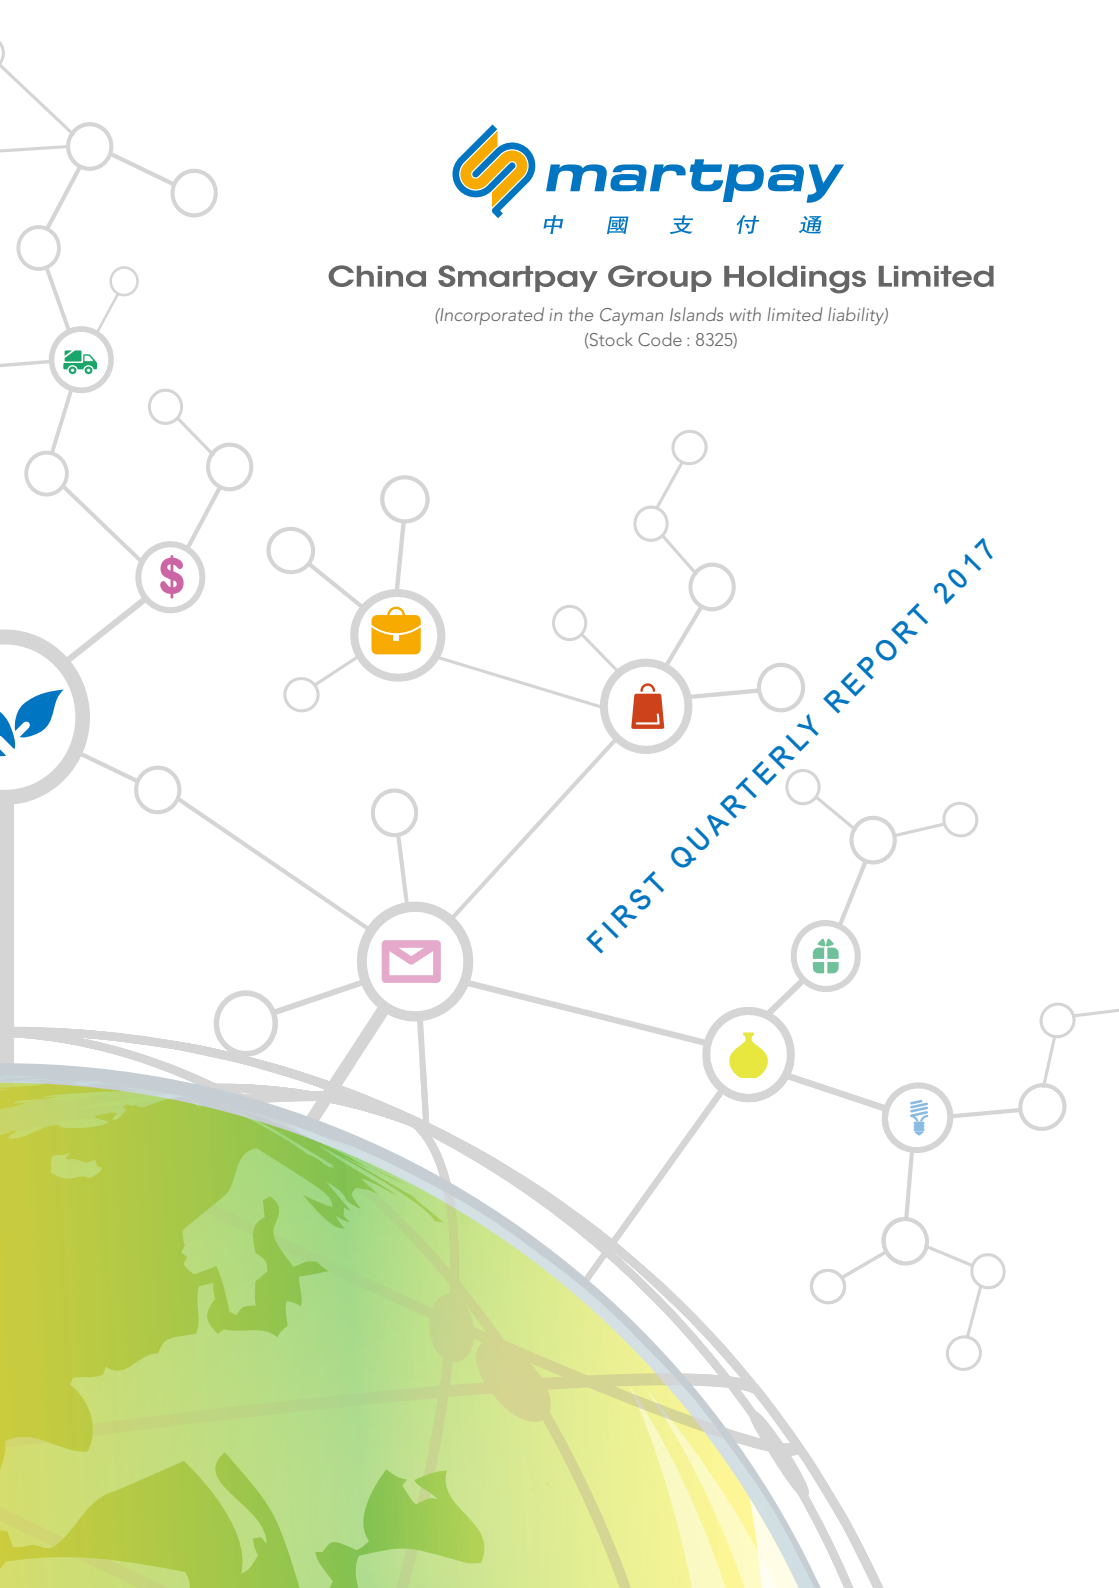 martpay
中國支付通
China Smartpay Group Holdings Limited
(Incorporated in the Cayman Islands with limited liability)
(Stock Code : 8325)
$
FIRST QUARTERLY REPORT 2017